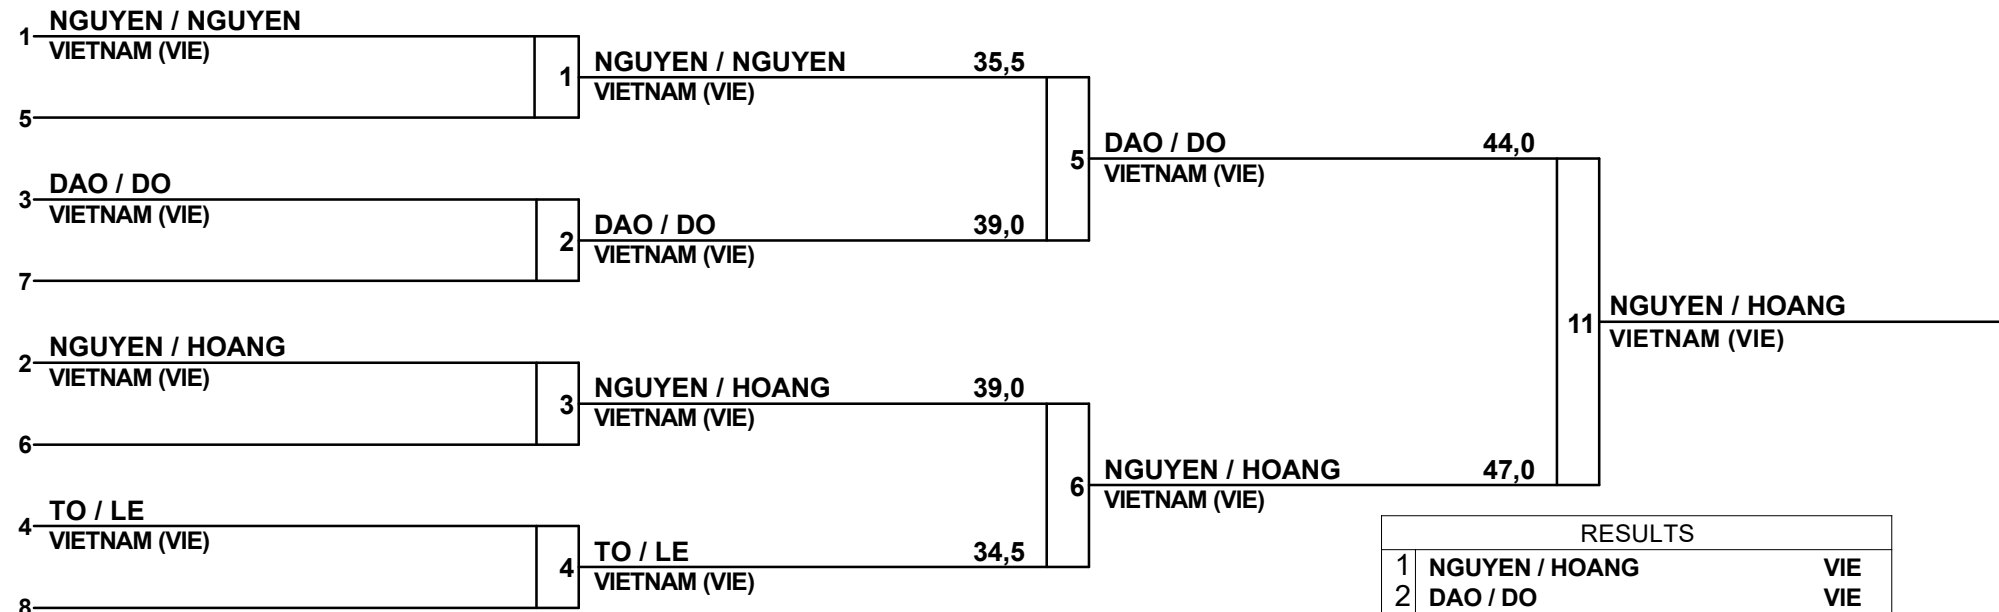 NGUYEN / NGUYEN
1
VIETNAM (VIE)
1
NGUYEN / NGUYEN 35,5
VIETNAM (VIE)
5
5
DAO / DO 44,0
VIETNAM (VIE)
DAO / DO
3
VIETNAM (VIE)
2
DAO / DO 39,0
VIETNAM (VIE)
7
11
NGUYEN / HOANG
VIETNAM (VIE)
NGUYEN / HOANG
2
VIETNAM (VIE)
3
NGUYEN / HOANG 39,0
VIETNAM (VIE)
6
6
NGUYEN / HOANG 47,0
VIETNAM (VIE)
TO / LE
4
VIETNAM (VIE)
4
TO / LE 34,5
VIETNAM (VIE)
8
RESULTS
1 NGUYEN / HOANG VIE
2 DAO / DO VIE